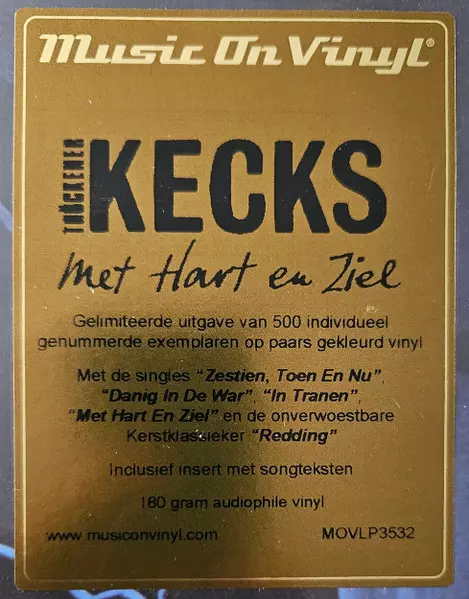 Music On Vinyl®
TRÖCKENER
KECKS
Met Hart en Ziel
Gelimiteerde uitgave van 500 individueel
genummerde exemplaren op paars gekleurd vinyl
Met de singles “Zestien, Toen En Nu”,
“Danig In De War”, “In Tranen”,
“Met Hart En Ziel” en de onverwoestbare
Kerstklassieker “Redding”
Inclusief insert met songteksten
180 gram audiophile vinyl
www.musiconvinyl.com MOVLP3532